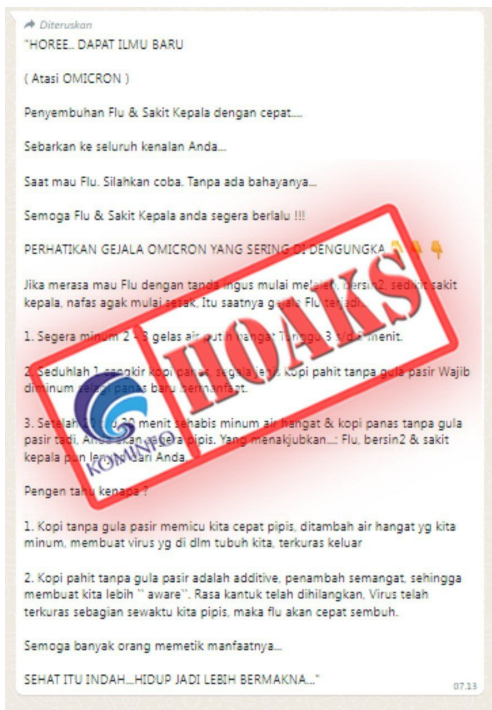 Diteruskan
"HOREE.. DAPAT ILMU BARU
( Atasi OMICRON )
Penyembuhan Flu & Sakit Kepala dengan cepat....
Sebarkan ke seluruh kenalan Anda...
Saat mau Flu. Silahkan coba. Tanpa ada bahayanya...
Semoga Flu & Sakit Kepala anda segera berlalu !!!
PERHATIKAN GEJALA OMICRON YANG SERING DI DENGUNGKA 👇👇👇
Jika merasa mau Flu dengan tanda ingus mulai meleleh, bersin2, sedikit sakit
kepala, nafas agak mulai sesak, Itu saatnya gejala Flu terjadi.
1. Segera minum 2 - 3 gelas air putih hangat Tunggu 3 s/d menit.
2. Seduhlah 1 cangkir kopi panas, segala jenis kopi pahit tanpa gula pasir Wajib
diminum selagi panas baru bermanfaat.
3. Setelah menit sehabis minum air hangat & kopi panas tanpa gula
pasir tadi, Anda akan segera pipis. Yang menakjubkan...: Flu, bersin2 & sakit
kepala pun dari Anda.
Pengen tahu kenapa ?
1. Kopi tanpa gula pasir memicu kita cepat pipis, ditambah air hangat yg kita
minum, membuat virus yg di dlm tubuh kita, terkuras keluar
2. Kopi pahit tanpa gula pasir adalah additive, penambah semangat, sehingga
membuat kita lebih `` aware``. Rasa kantuk telah dihilangkan, Virus telah
terkuras sebagian sewaktu kita pipis, maka flu akan cepat sembuh.
Semoga banyak orang memetik manfaatnya...
SEHAT ITU INDAH...HIDUP JADI LEBIH BERMAKNA..."
07.13
KOMINFO
HOAKS